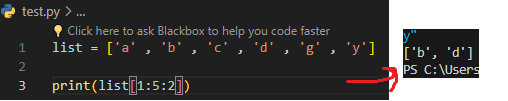 test.py > ...
Click here to ask Blackbox to help you code faster
1 list = ['a' , 'b' , 'c' , 'd' , 'g' , 'y']
2
3 print(list[1:5:2])
y"
['b', 'd']
PS C:\Users